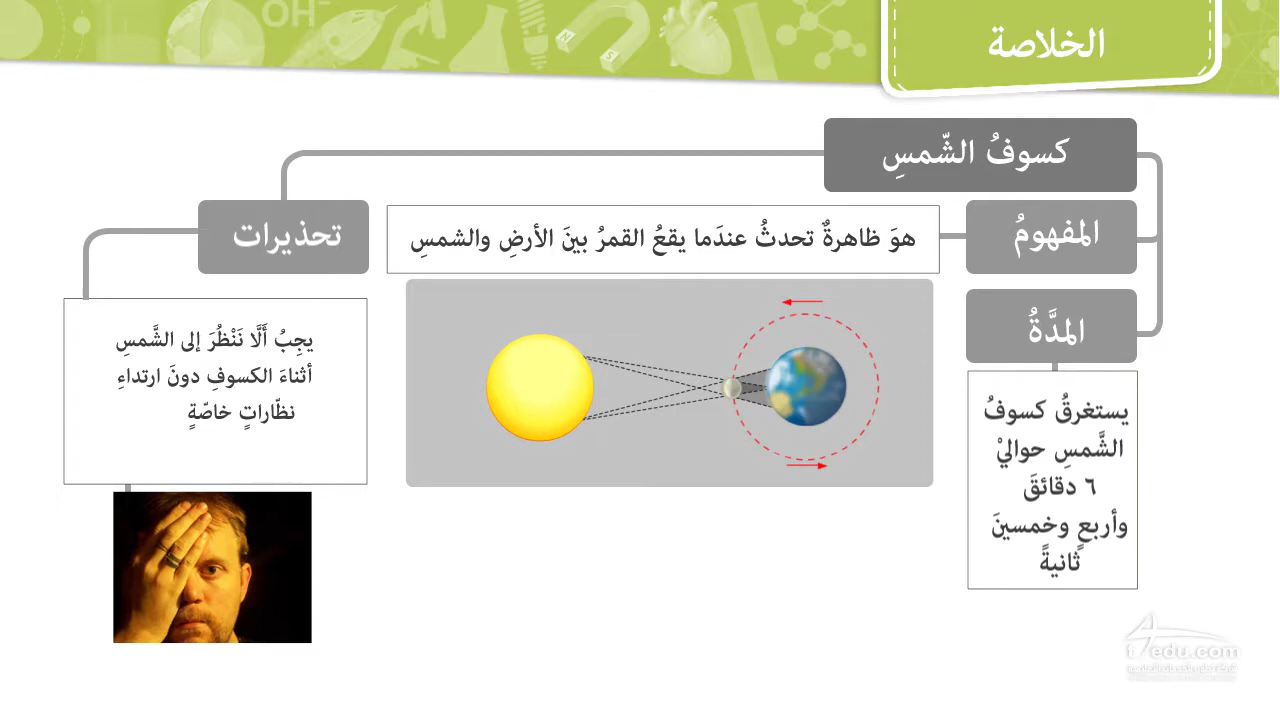 الخلاصة
كسوفُ الشّمسِ
المفهومُ
هوَ ظاهرةٌ تحدثُ عندَما يقعُ القمرُ بينَ الأرضِ والشمسِ
تحذيرات
المدَّةُ
يجِبُ أَلَّا نَنْظُرَ إلى الشَّمسِ
أثناءَ الكسوفِ دونَ ارتداءِ
نظّاراتٍ خاصّةٍ
يستغرقُ كسوفُ
الشَّمسِ حواليْ
٦ دقائقَ
وأربعٍ وخمسينَ
ثانيةً
OH⁻
N
S
edu.com